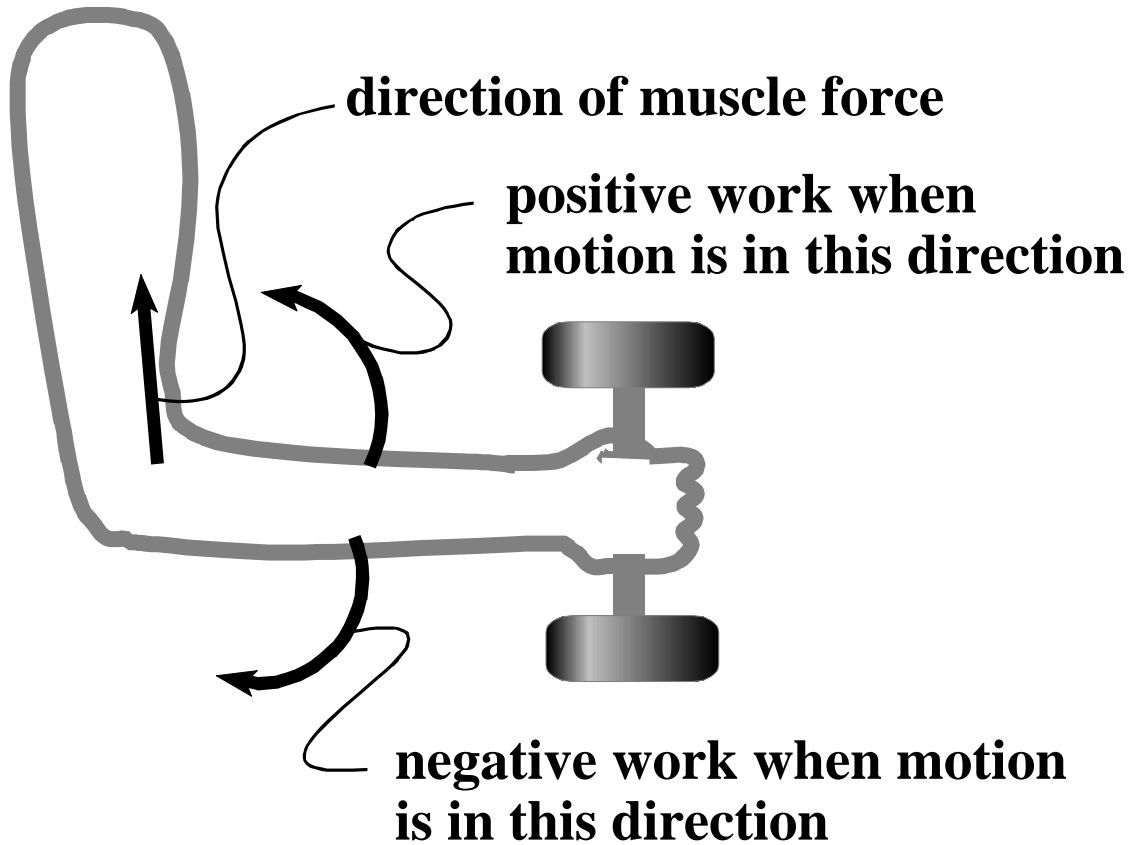 direction of muscle force
positive work when
motion is in this direction
negative work when motion
is in this direction